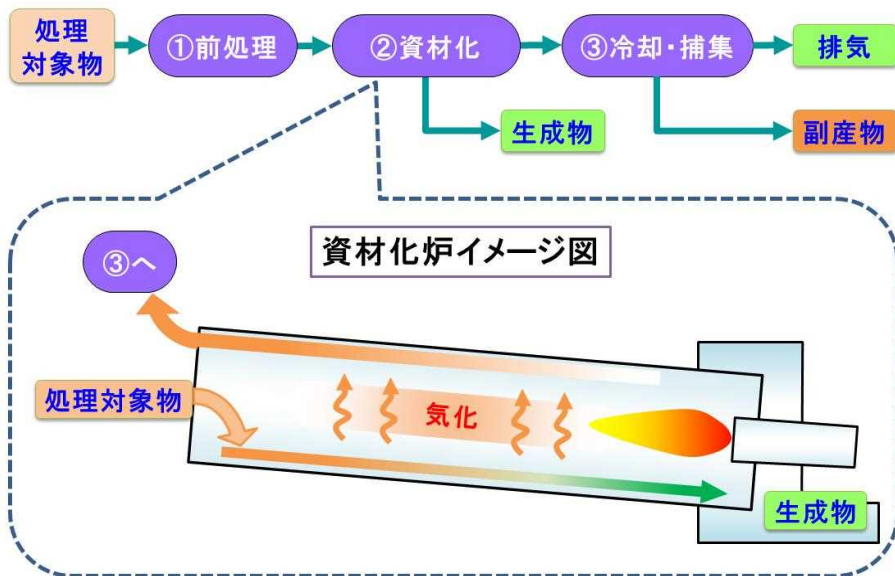 処理
対象物
①前処理
②資材化
③冷却・捕集
排気
生成物
副産物
資材化炉イメージ図
③へ
処理対象物
気化
生成物